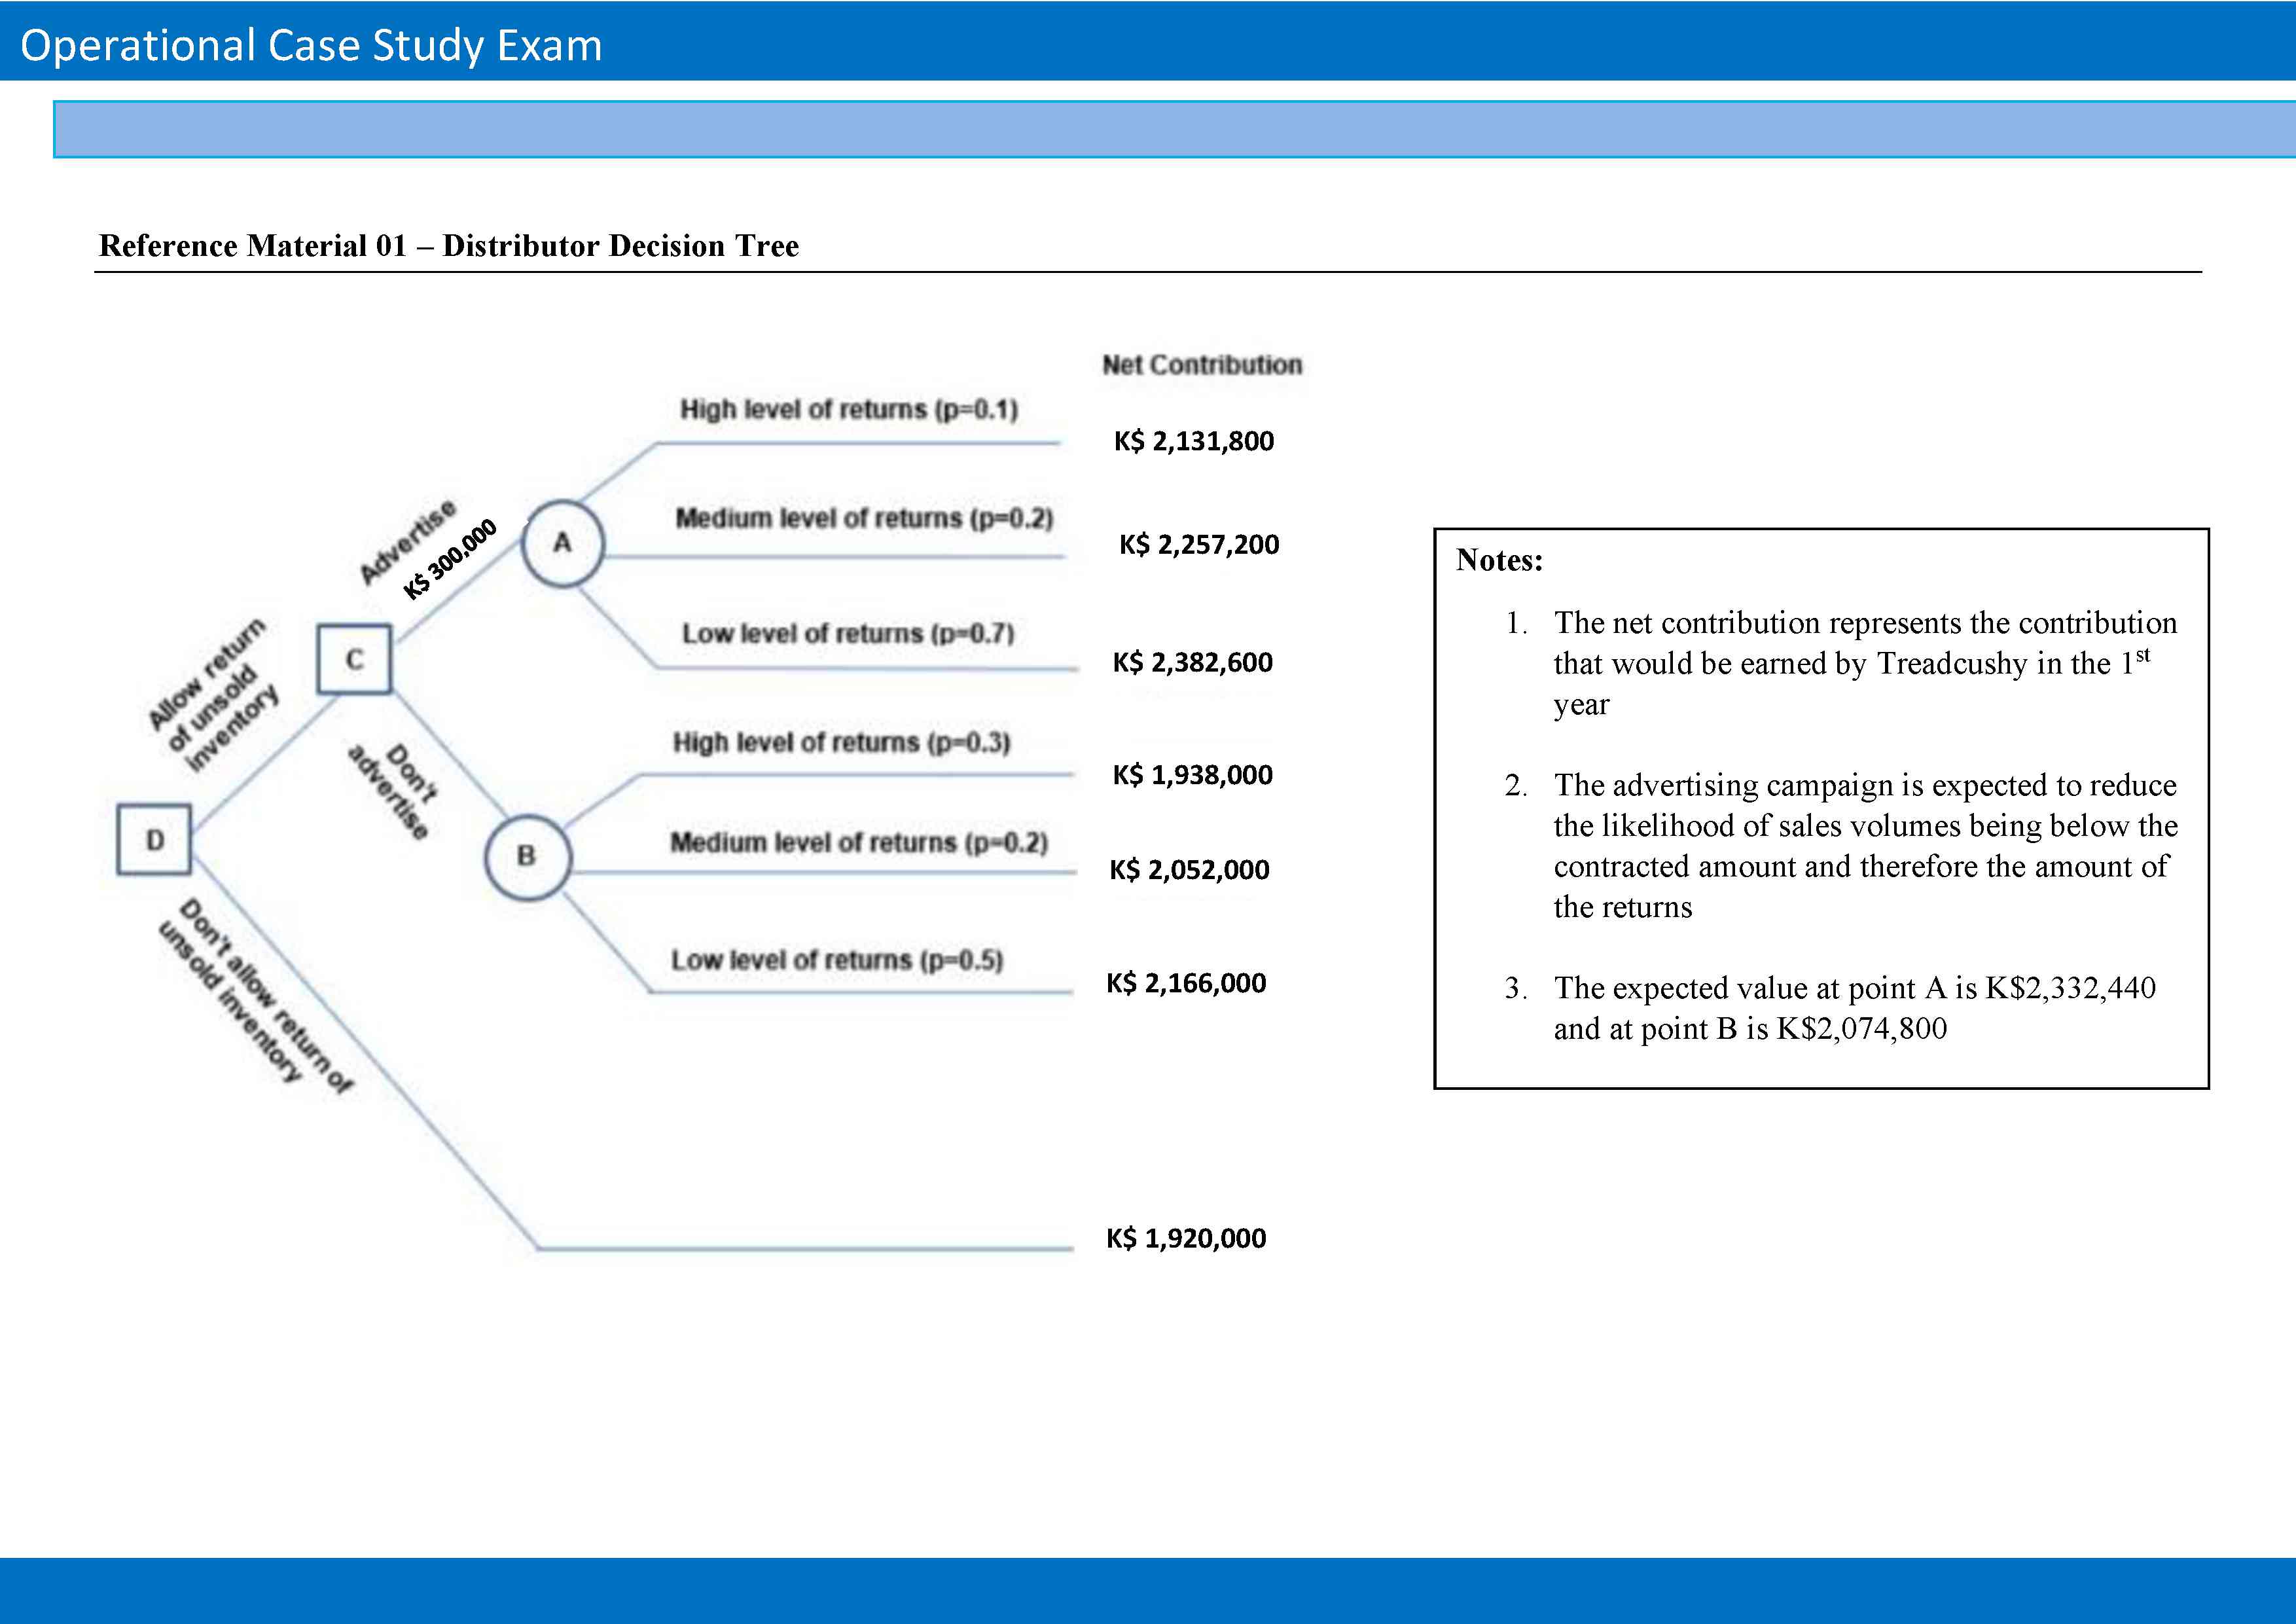 Operational Case Study Exam
Reference Material 01 – Distributor Decision Tree
Net Contribution
High level of returns (p=0.1)
K$ 2,131,800
Advertise
K$ 300,000
A
Medium level of returns (p=0.2)
K$ 2,257,200
Low level of returns (p=0.7)
K$ 2,382,600
Allow return
of unsold
inventory
C
Don't
advertise
High level of returns (p=0.3)
K$ 1,938,000
D
B
Medium level of returns (p=0.2)
K$ 2,052,000
Low level of returns (p=0.5)
K$ 2,166,000
Don't allow return of
unsold inventory
K$ 1,920,000
Notes:
1. The net contribution represents the contribution
that would be earned by Treadcushy in the 1st
year
2. The advertising campaign is expected to reduce
the likelihood of sales volumes being below the
contracted amount and therefore the amount of
the returns
3. The expected value at point A is K$2,332,440
and at point B is K$2,074,800